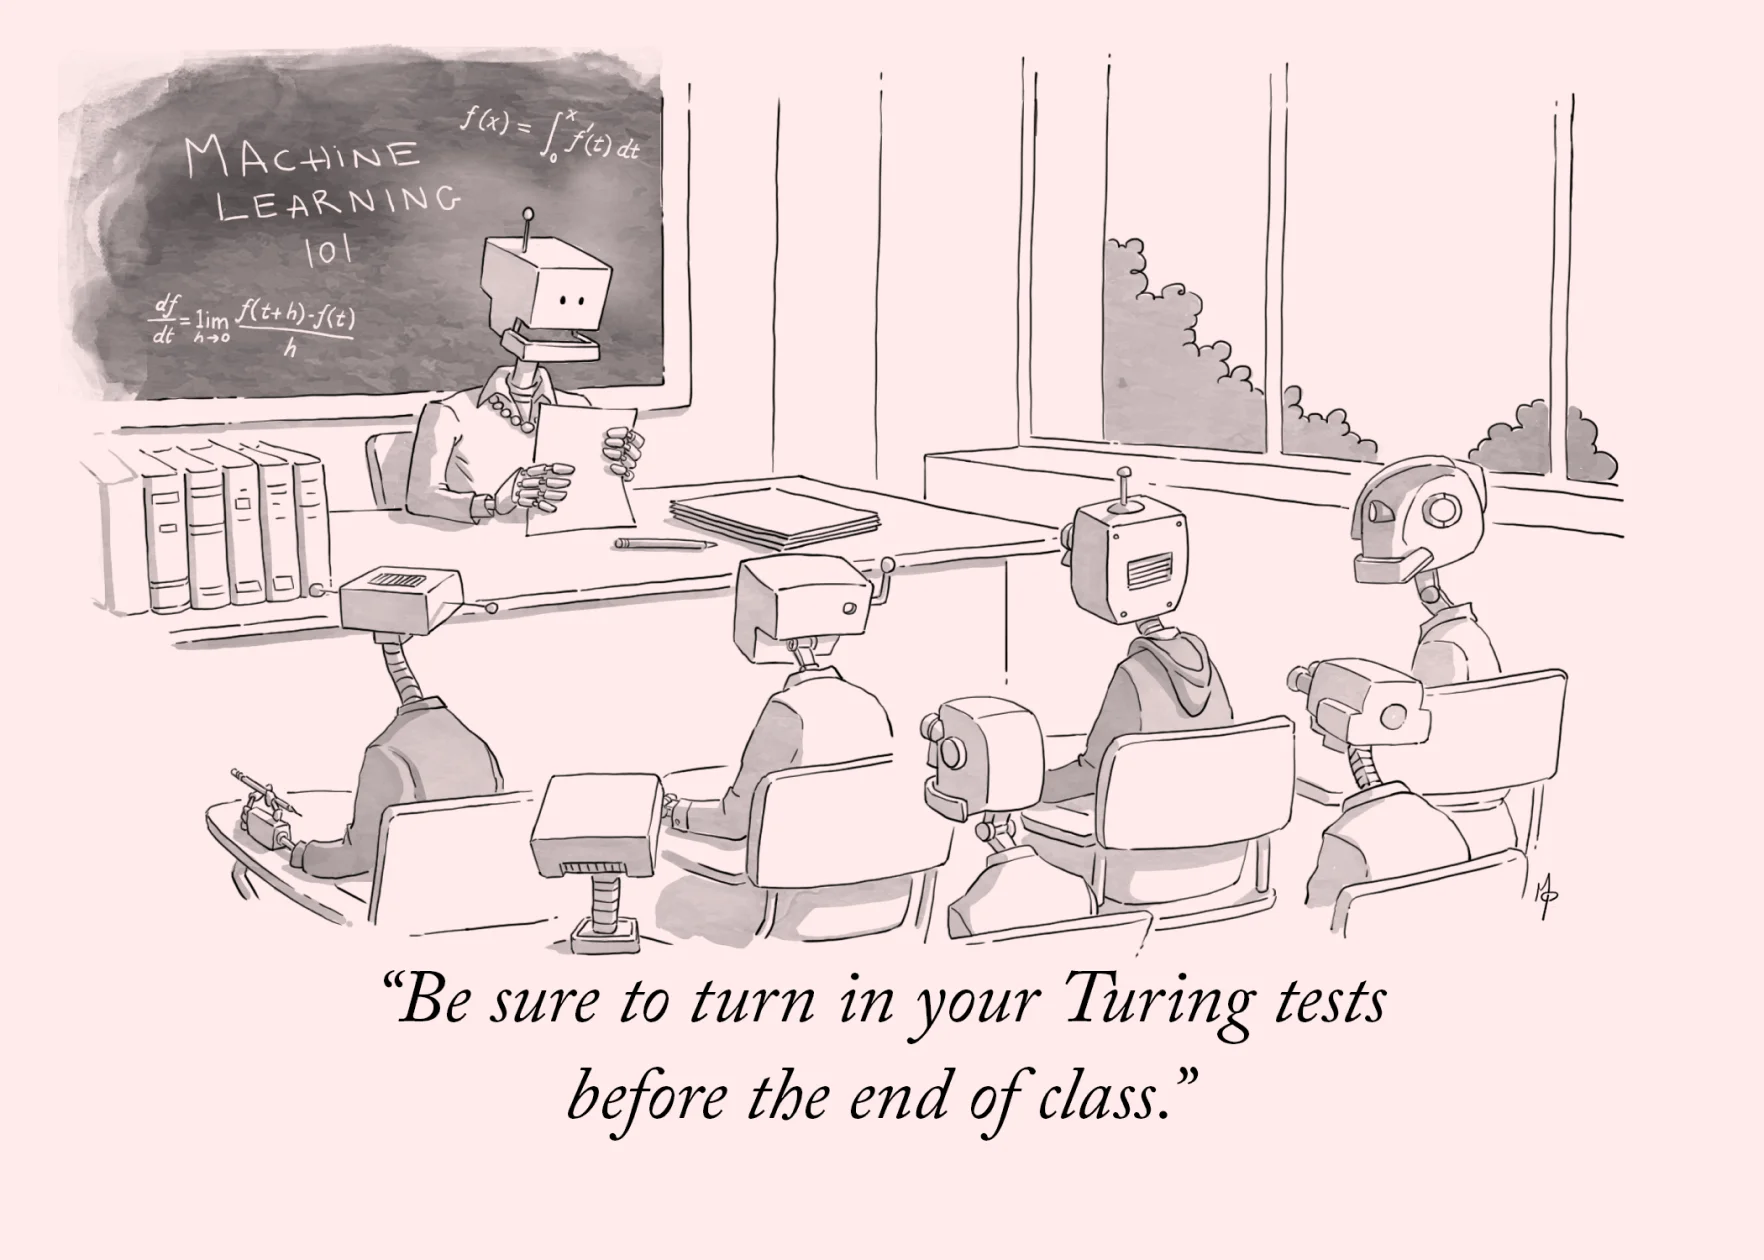 MACHINE
LEARNING
101
f(x) = ∫₀ˣ f'(t) dt
df/dt = lim h→0 f(t+h)-f(t)/h
“Be sure to turn in your Turing tests
before the end of class.”